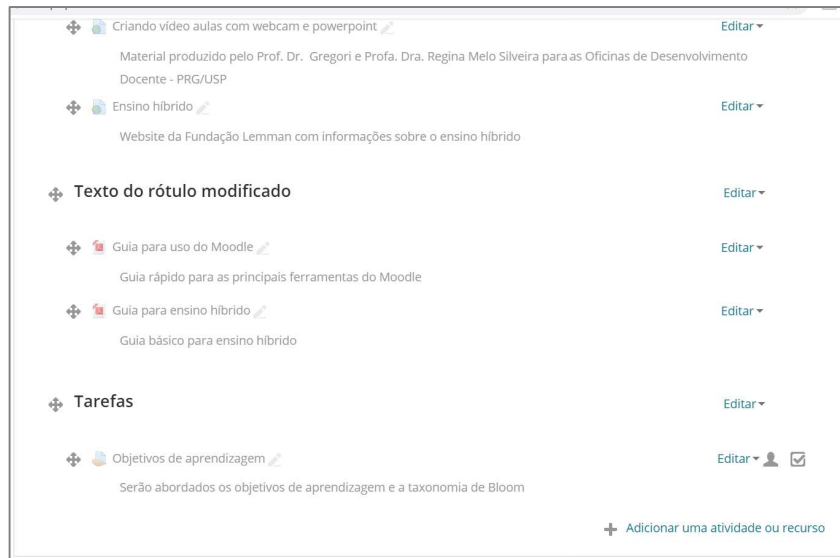 Criando vídeo aulas com webcam e powerpoint Editar
Material produzido pelo Prof. Dr. Gregori e Profa. Dra. Regina Melo Silveira para as Oficinas de Desenvolvimento
Docente - PRG/USP
Ensino híbrido Editar
Website da Fundação Lemman com informações sobre o ensino híbrido
Texto do rótulo modificado Editar
Guia para uso do Moodle Editar
Guia rápido para as principais ferramentas do Moodle
Guia para ensino híbrido Editar
Guia básico para ensino híbrido
Tarefas Editar
Objetivos de aprendizagem Editar
Serão abordados os objetivos de aprendizagem e a taxonomia de Bloom
Adicionar uma atividade ou recurso